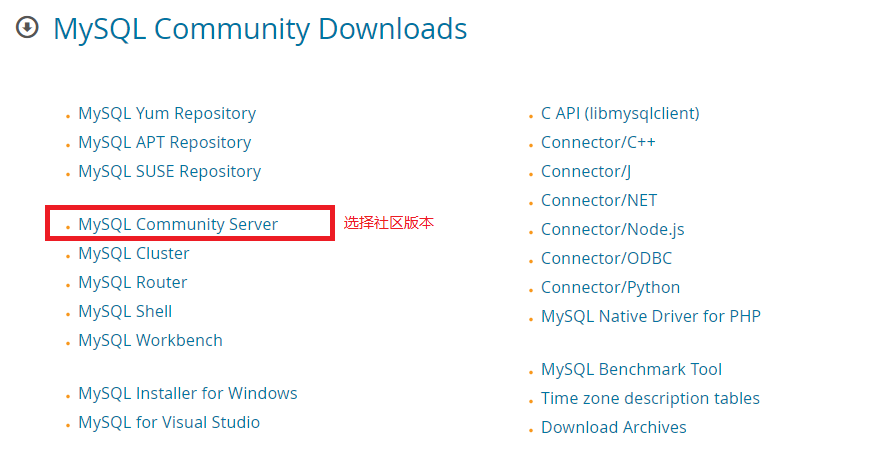 MySQL Community Downloads
MySQL Yum Repository
MySQL APT Repository
MySQL SUSE Repository
MySQL Community Server 选择社区版本
MySQL Cluster
MySQL Router
MySQL Shell
MySQL Workbench
MySQL Installer for Windows
MySQL for Visual Studio
C API (libmysqlclient)
Connector/C++
Connector/J
Connector/NET
Connector/Node.js
Connector/ODBC
Connector/Python
MySQL Native Driver for PHP
MySQL Benchmark Tool
Time zone description tables
Download Archives